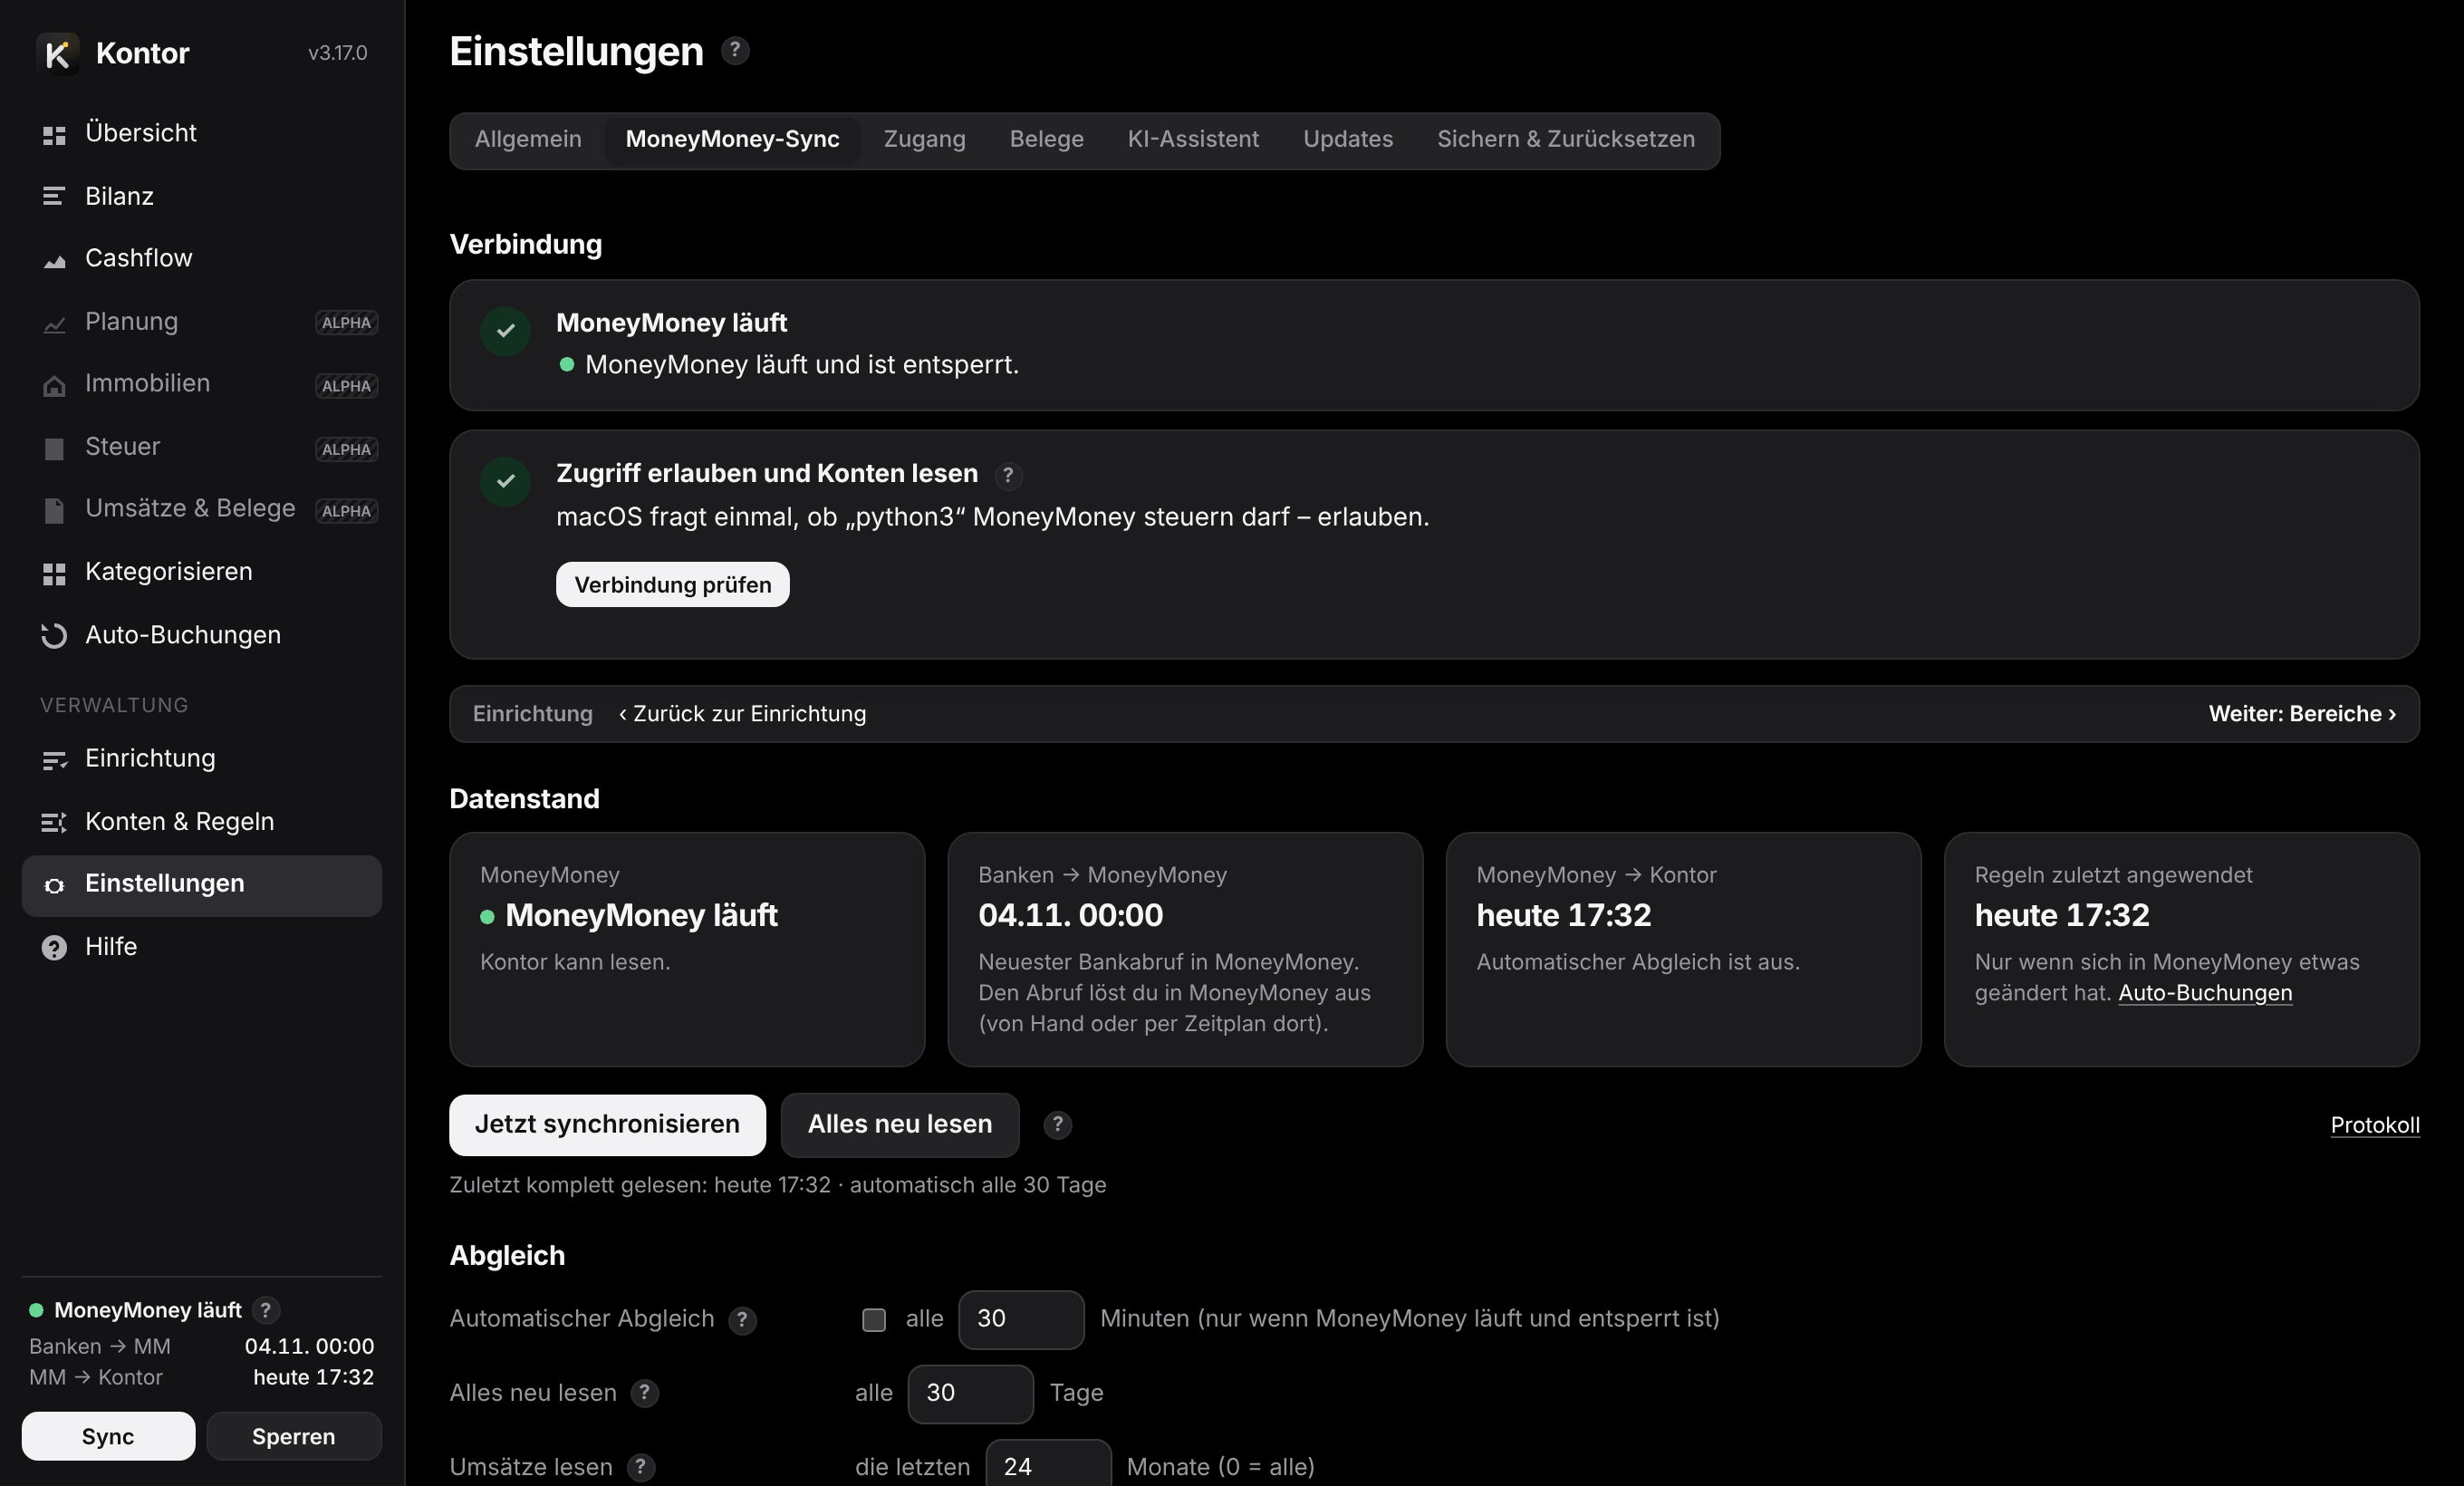 Kontor
v3.17.0
Übersicht
Bilanz
Cashflow
Planung ALPHA
Immobilien ALPHA
Steuer ALPHA
Umsätze & Belege ALPHA
Kategorisieren
Auto-Buchungen
VERWALTUNG
Einrichtung
Konten & Regeln
Einstellungen
Hilfe
MoneyMoney läuft ?
Banken → MM 04.11. 00:00
MM → Kontor heute 17:32
Sync Sperren
Einstellungen ?
Allgemein MoneyMoney-Sync Zugang Belege KI-Assistent Updates Sichern & Zurücksetzen
Verbindung
MoneyMoney läuft
MoneyMoney läuft und ist entsperrt.
Zugriff erlauben und Konten lesen ?
macOS fragt einmal, ob „python3“ MoneyMoney steuern darf – erlauben.
Verbindung prüfen
Einrichtung ‹ Zurück zur Einrichtung Weiter: Bereiche ›
Datenstand
MoneyMoney
MoneyMoney läuft
Kontor kann lesen.
Banken → MoneyMoney
04.11. 00:00
Neuester Bankabruf in MoneyMoney.
Den Abruf löst du in MoneyMoney aus
(von Hand oder per Zeitplan dort).
MoneyMoney → Kontor
heute 17:32
Automatischer Abgleich ist aus.
Regeln zuletzt angewendet
heute 17:32
Nur wenn sich in MoneyMoney etwas
geändert hat. Auto-Buchungen
Jetzt synchronisieren Alles neu lesen ? Protokoll
Zuletzt komplett gelesen: heute 17:32 · automatisch alle 30 Tage
Abgleich
Automatischer Abgleich ? alle 30 Minuten (nur wenn MoneyMoney läuft und entsperrt ist)
Alles neu lesen ? alle 30 Tage
Umsätze lesen ? die letzten 24 Monate (0 = alle)